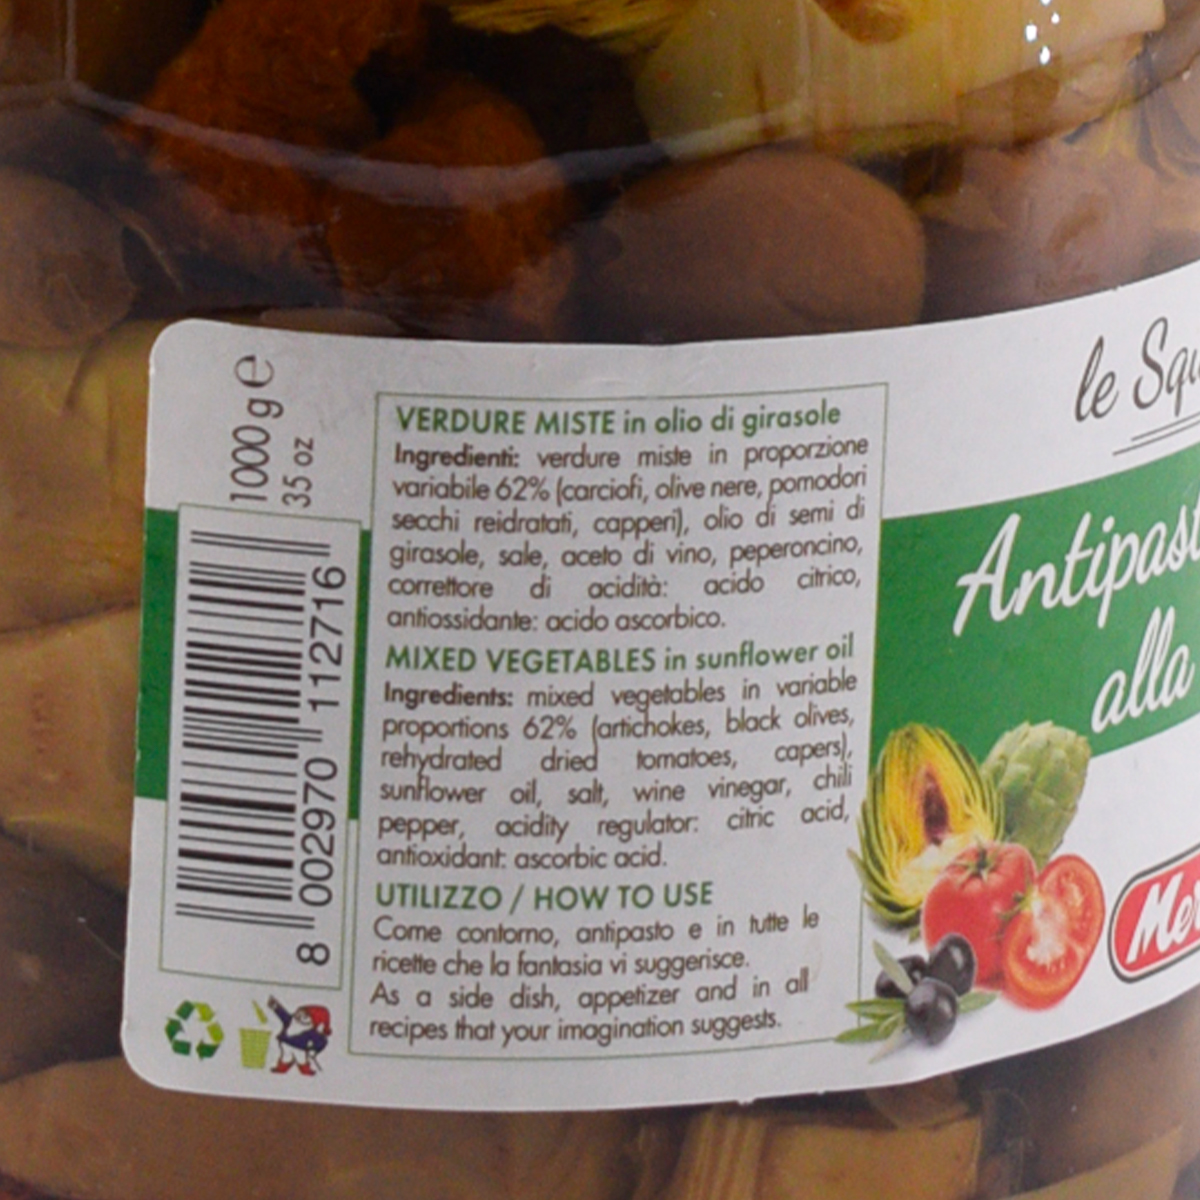 1000 g e
35 oz
8 002970 112716
VERDURE MISTE in olio di girasole
Ingredienti: verdure miste in proporzione
variabile 62% (carciofi, olive nere, pomodori
secchi reidratati, capperi), olio di semi di
girasole, sale, aceto di vino, peperoncino,
correttore di acidità: acido citrico,
antiossidante: acido ascorbico.
MIXED VEGETABLES in sunflower oil
Ingredients: mixed vegetables in variable
proportions 62% (artichokes, black olives,
rehydrated dried tomatoes, capers),
sunflower oil, salt, wine vinegar, chili
pepper, acidity regulator: citric acid,
antioxidant: ascorbic acid.
UTILIZZO / HOW TO USE
Come contorno, antipasto e in tutte le
ricette che la fantasia vi suggerisce.
As a side dish, appetizer and in all
recipes that your imagination suggests.
le
alla